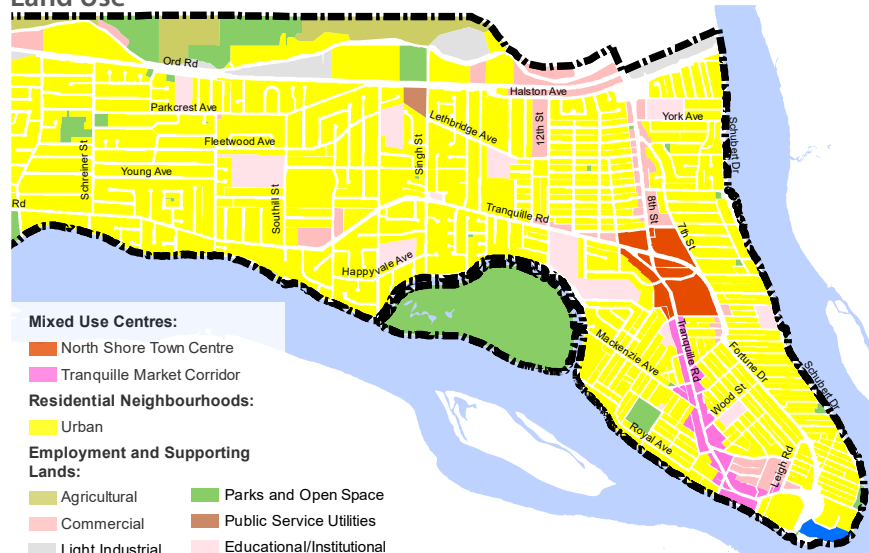 Land Use
Ord Rd
Halston Ave
Parkcrest Ave
12th St
York Ave
Schubert Dr
Lethbridge Ave
Fleetwood Ave
Singh St
Schreiner St
Young Ave
Southill St
8th St
Rd
Tranquille Rd
7th St
Happyvale Ave
Mixed Use Centres:
North Shore Town Centre
Tranquille Market Corridor
Residential Neighbourhoods:
Urban
Employment and Supporting
Lands:
Agricultural
Commercial
Light Industrial
Parks and Open Space
Public Service Utilities
Educational/Institutional
Mackenzie Ave
Tranquille Rd
Fortune Dr
Schubert Dr
Wood St
Royal Ave
Leigh Rd